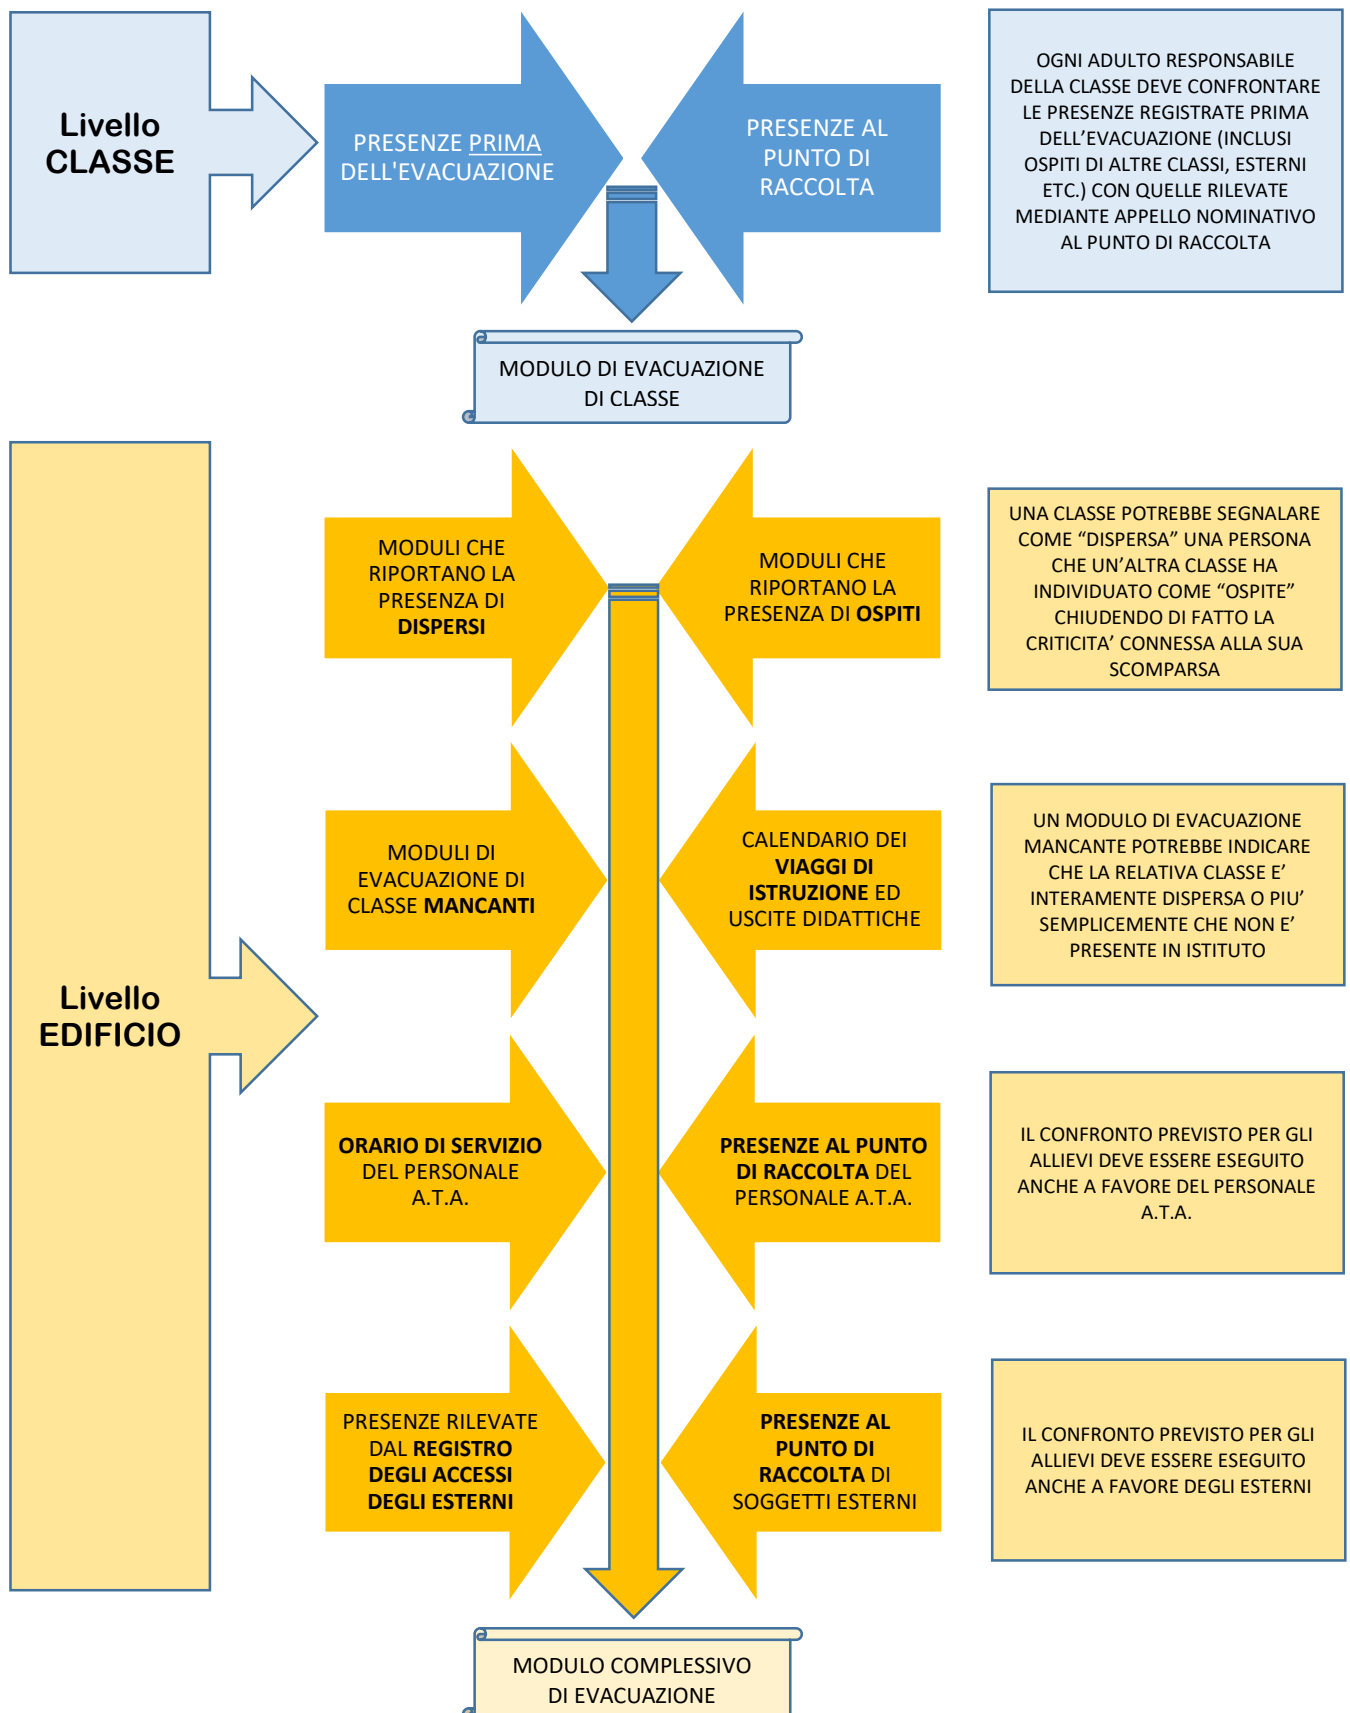 Livello
CLASSE
PRESENZE PRIMA
DELL'EVACUAZIONE
PRESENZE AL
PUNTO DI
RACCOLTA
OGNI ADULTO RESPONSABILE
DELLA CLASSE DEVE CONFRONTARE
LE PRESENZE REGISTRATE PRIMA
DELL’EVACUAZIONE (INCLUSI
OSPITI DI ALTRE CLASSI, ESTERNI
ETC.) CON QUELLE RILEVATE
MEDIANTE APPELLO NOMINATIVO
AL PUNTO DI RACCOLTA
MODULO DI EVACUAZIONE
DI CLASSE
Livello
EDIFICIO
MODULI CHE
RIPORTANO LA
PRESENZA DI
DISPERSI
MODULI CHE
RIPORTANO LA
PRESENZA DI OSPITI
UNA CLASSE POTREBBE SEGNALARE
COME “DISPERSA” UNA PERSONA
CHE UN’ALTRA CLASSE HA
INDIVIDUATO COME “OSPITE”
CHIUDENDO DI FATTO LA
CRITICITA’ CONNESSA ALLA SUA
SCOMPARSA
MODULI DI
EVACUAZIONE DI
CLASSE MANCANTI
CALENDARIO DEI
VIAGGI DI
ISTRUZIONE ED
USCITE DIDATTICHE
UN MODULO DI EVACUAZIONE
MANCANTE POTREBBE INDICARE
CHE LA RELATIVA CLASSE E’
INTERAMENTE DISPERSA O PIU’
SEMPLICEMENTE CHE NON E’
PRESENTE IN ISTITUTO
ORARIO DI SERVIZIO
DEL PERSONALE
A.T.A.
PRESENZE AL PUNTO
DI RACCOLTA DEL
PERSONALE A.T.A.
IL CONFRONTO PREVISTO PER GLI
ALLIEVI DEVE ESSERE ESEGUITO
ANCHE A FAVORE DEL PERSONALE
A.T.A.
PRESENZE RILEVATE
DAL REGISTRO
DEGLI ACCESSI
DEGLI ESTERNI
PRESENZE AL
PUNTO DI
RACCOLTA DI
SOGGETTI ESTERNI
IL CONFRONTO PREVISTO PER GLI
ALLIEVI DEVE ESSERE ESEGUITO
ANCHE A FAVORE DEGLI ESTERNI
MODULO COMPLESSIVO
DI EVACUAZIONE